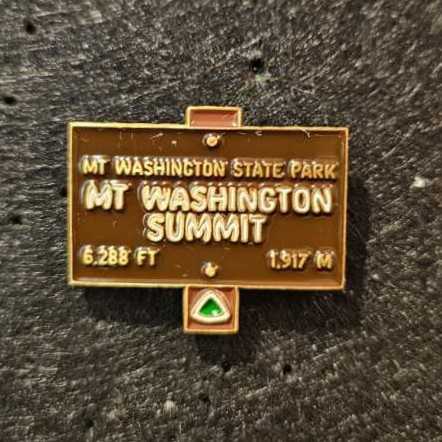 MT WASHINGTON STATE PARK
MT WASHINGTON
SUMMIT
6,288 FT 1,917 M